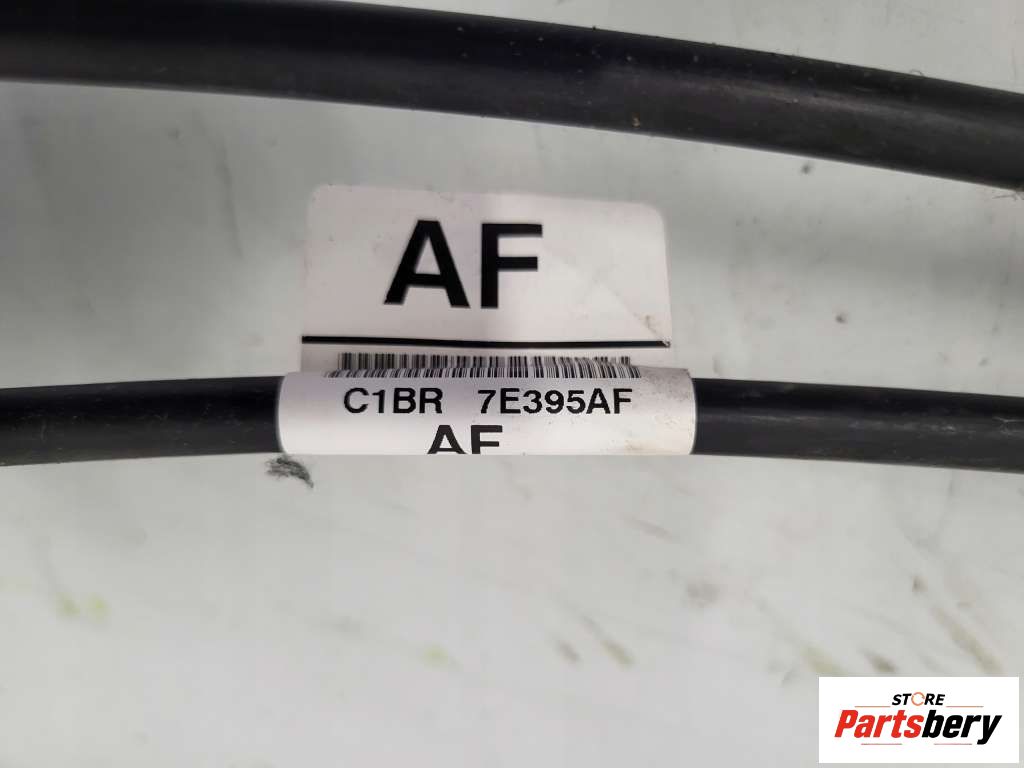 AF
C1BR 7E395AF
AF
STORE
Partsbery